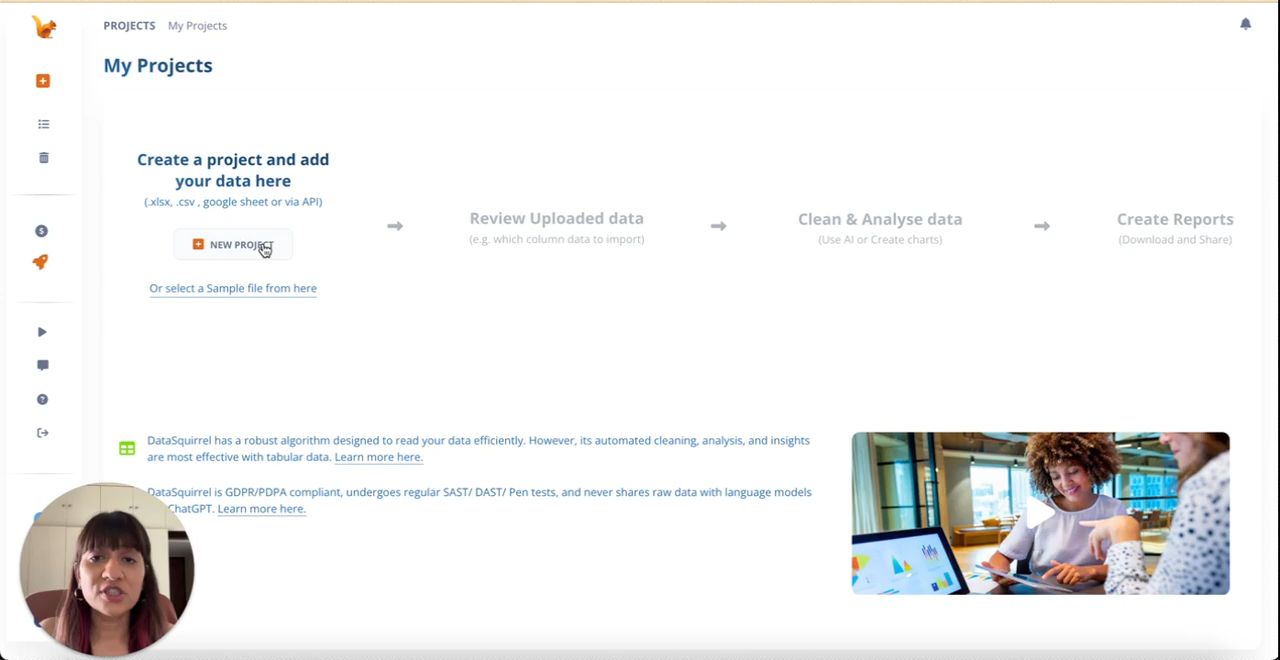 PROJECTS My Projects
My Projects
Create a project and add
your data here
(.xlsx, .csv , google sheet or via API)
NEW PROJECT
Or select a Sample file from here
Review Uploaded data
(e.g. which column data to import)
Clean & Analyse data
(Use AI or Create charts)
Create Reports
(Download and Share)
DataSquirrel has a robust algorithm designed to read your data efficiently. However, its automated cleaning, analysis, and insights
are most effective with tabular data. Learn more here.
DataSquirrel is GDPR/PDPA compliant, undergoes regular SAST/ DAST/ Pen tests, and never shares raw data with language models
ChatGPT. Learn more here.